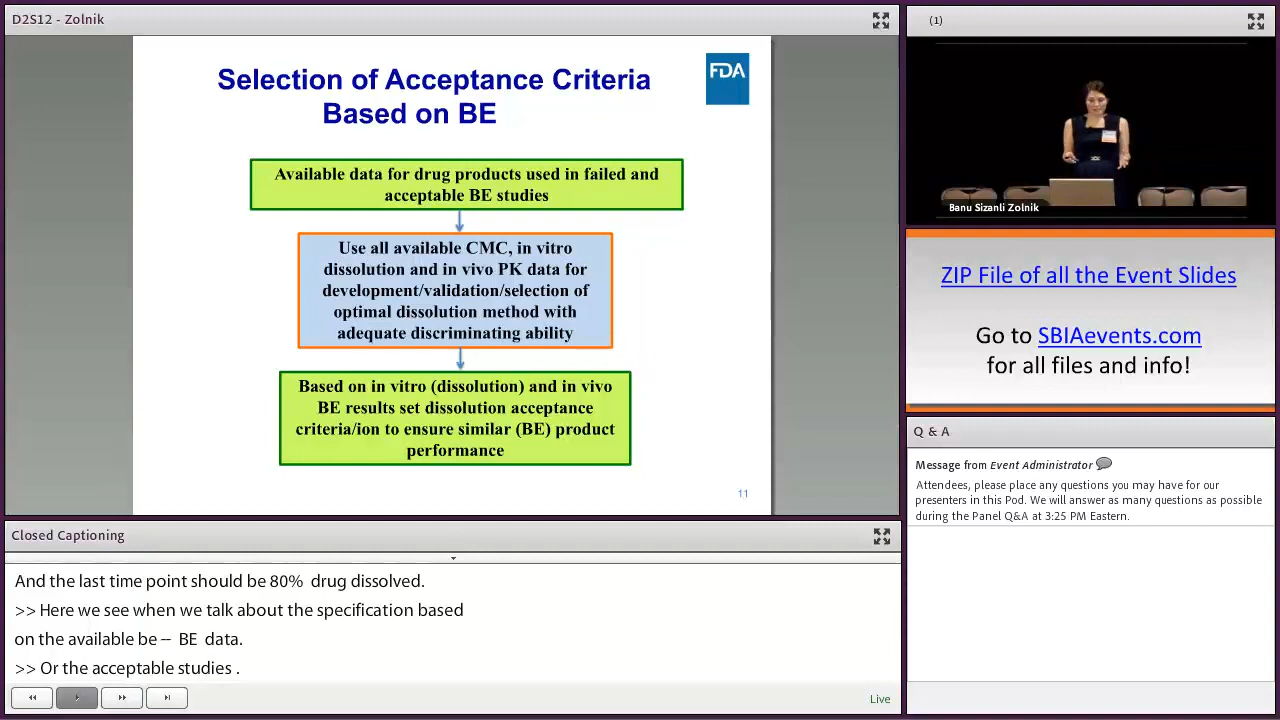 D2S12 - Zolnik
FDA
Selection of Acceptance Criteria
Based on BE
Available data for drug products used in failed and
acceptable BE studies
Use all available CMC, in vitro
dissolution and in vivo PK data for
development/validation/selection of
optimal dissolution method with
adequate discriminating ability
Based on in vitro (dissolution) and in vivo
BE results set dissolution acceptance
criteria/ion to ensure similar (BE) product
performance
11
Closed Captioning
And the last time point should be 80% drug dissolved.
>> Here we see when we talk about the specification based
on the available be -- BE data.
>> Or the acceptable studies .
Live
(1)
Banu Sizanli Zolnik
ZIP File of all the Event Slides
Go to SBIAevents.com
for all files and info!
Q & A
Message from Event Administrator
Attendees, please place any questions you may have for our
presenters in this Pod. We will answer as many questions as possible
during the Panel Q&A at 3:25 PM Eastern.